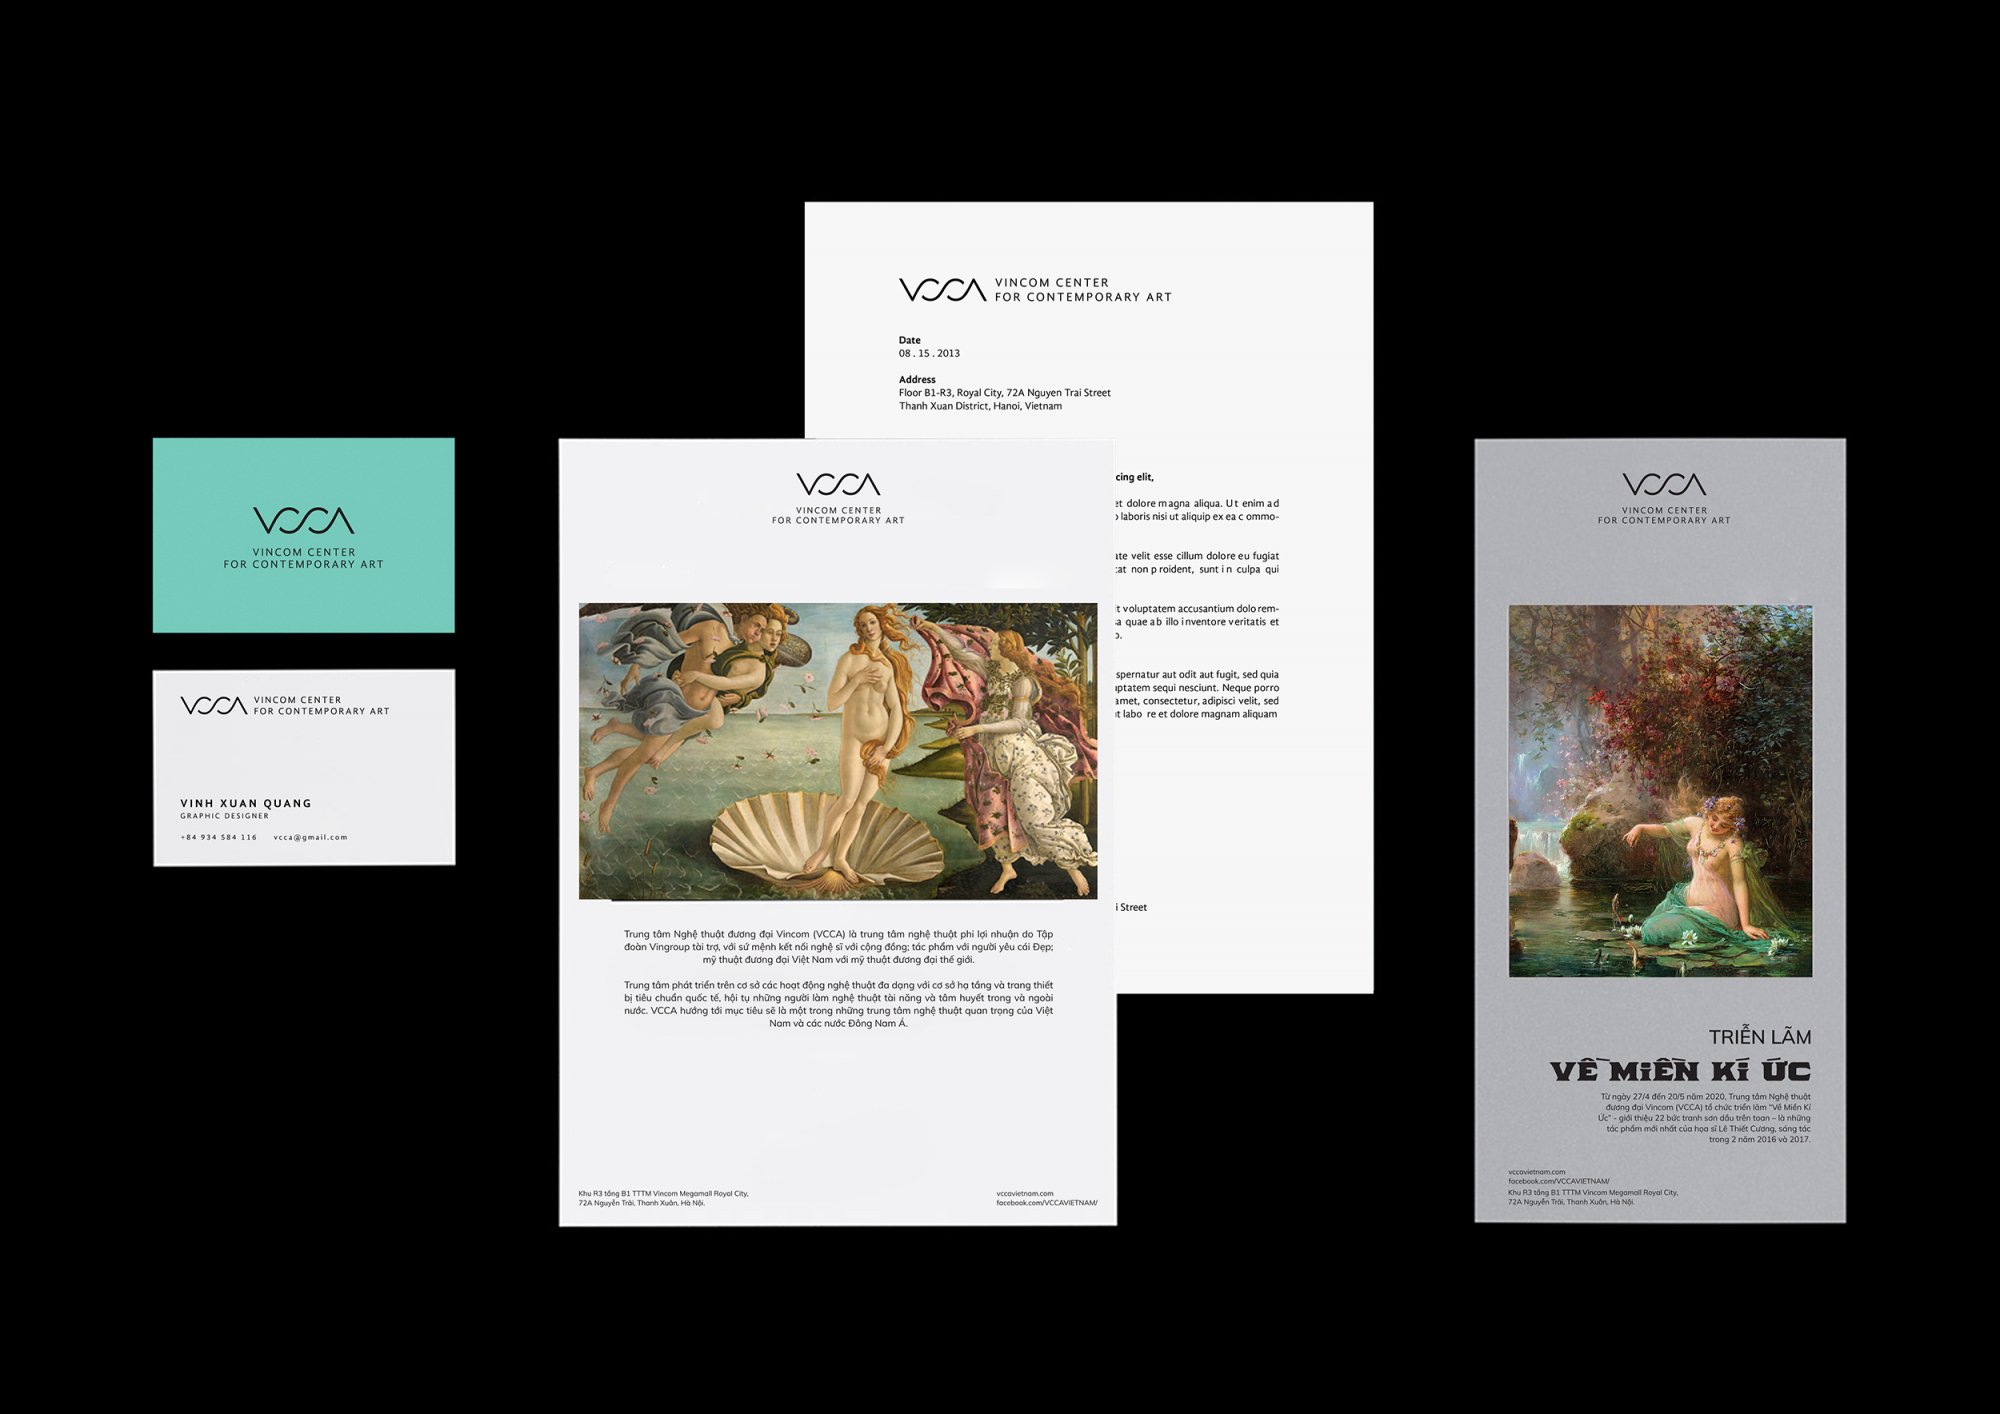 VCCA
VINCOM CENTER
FOR CONTEMPORARY ART
VCCA VINCOM CENTER
FOR CONTEMPORARY ART
VINH XUAN QUANG
GRAPHIC DESIGNER
+84 934 584 116 vcca@gmail.com
VCCA VINCOM CENTER
FOR CONTEMPORARY ART
Date
08 . 15 . 2013
Address
Floor B1-R3, Royal City, 72A Nguyen Trai Street
Thanh Xuan District, Hanoi, Vietnam
cing elit,
et dolore magna aliqua. Ut enim ad
laboris nisi ut aliquip ex ea c ommo-
ate velit esse cillum dolore eu fugiat
tat non p roident, sunt i n culpa qui
it voluptatem accusantium dolo rem-
sa quae ab illo inventore veritatis et
o.
spernatur aut odit aut fugit, sed quia
uptatem sequi nesciunt. Neque porro
amet, consectetur, adipisci velit, sed
ut labo re et dolore magnam aliquam
i Street
VCCA
VINCOM CENTER
FOR CONTEMPORARY ART
Trung tâm Nghệ thuật đương đại Vincom (VCCA) là trung tâm nghệ thuật phi lợi nhuận do Tập
đoàn Vingroup tài trợ, với sứ mệnh kết nối nghệ sĩ với cộng đồng; tác phẩm với người yêu cái Đẹp;
mỹ thuật đương đại Việt Nam với mỹ thuật đương đại thế giới.
Trung tâm phát triển trên cơ sở các hoạt động nghệ thuật đa dạng với cơ sở hạ tầng và trang thiết
bị tiêu chuẩn quốc tế, hội tụ những người làm nghệ thuật tài năng và tâm huyết trong và ngoài
nước. VCCA hướng tới mục tiêu sẽ là một trong những trung tâm nghệ thuật quan trọng của Việt
Nam và các nước Đông Nam Á.
Khu R3 tầng B1 TTTM Vincom Megamall Royal City,
72A Nguyễn Trãi, Thanh Xuân, Hà Nội.
vccavietnam.com
facebook.com/VCCAVIETNAM/
VCCA
VINCOM CENTER
FOR CONTEMPORARY ART
TRIỄN LÃM
VỀ MIỀN KÍ ỨC
Từ ngày 27/4 đến 20/5 năm 2020, Trung tâm Nghệ thuật
đương đại Vincom (VCCA) tổ chức triển lãm "Về Miền Kí
Ức" - giới thiệu 22 bức tranh sơn dầu trên toan – là những
tác phẩm mới nhất của họa sĩ Lê Thiết Cương, sáng tác
trong 2 năm 2016 và 2017.
vccavietnam.com
facebook.com/VCCAVIETNAM/
Khu R3 tầng B1 TTTM Vincom Megamall Royal City,
72A Nguyễn Trãi, Thanh Xuân, Hà Nội.